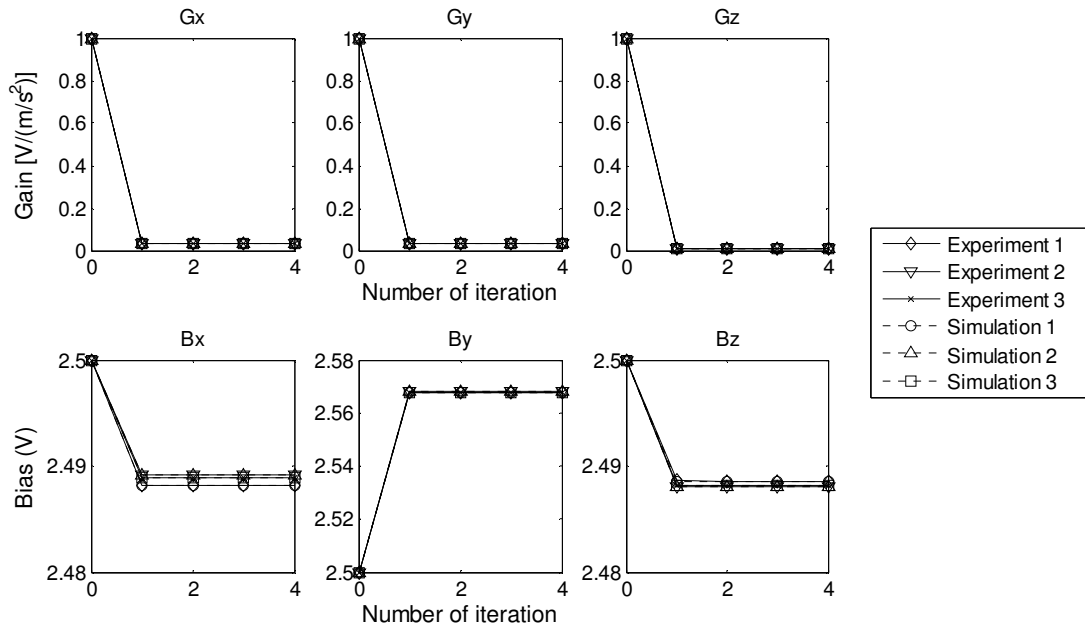 Gx
Gy
Gz
Gain [V/(m/s²)]
1
0.8
0.6
0.4
0.2
0
0
2
4
1
0.8
0.6
0.4
0.2
0
0
2
4
1
0.8
0.6
0.4
0.2
0
0
2
4
Number of iteration
Experiment 1
Experiment 2
Experiment 3
Simulation 1
Simulation 2
Simulation 3
Bx
By
Bz
Bias (V)
2.5
2.49
2.48
0
2
4
2.58
2.56
2.54
2.52
2.5
0
2
4
2.5
2.49
2.48
0
2
4
Number of iteration